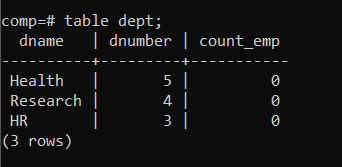 comp=# table dept;
  dname   | dnumber | count_emp
----------+---------+-----------
 Health   |       5 |         0
 Research |       4 |         0
 HR       |       3 |         0
(3 rows)